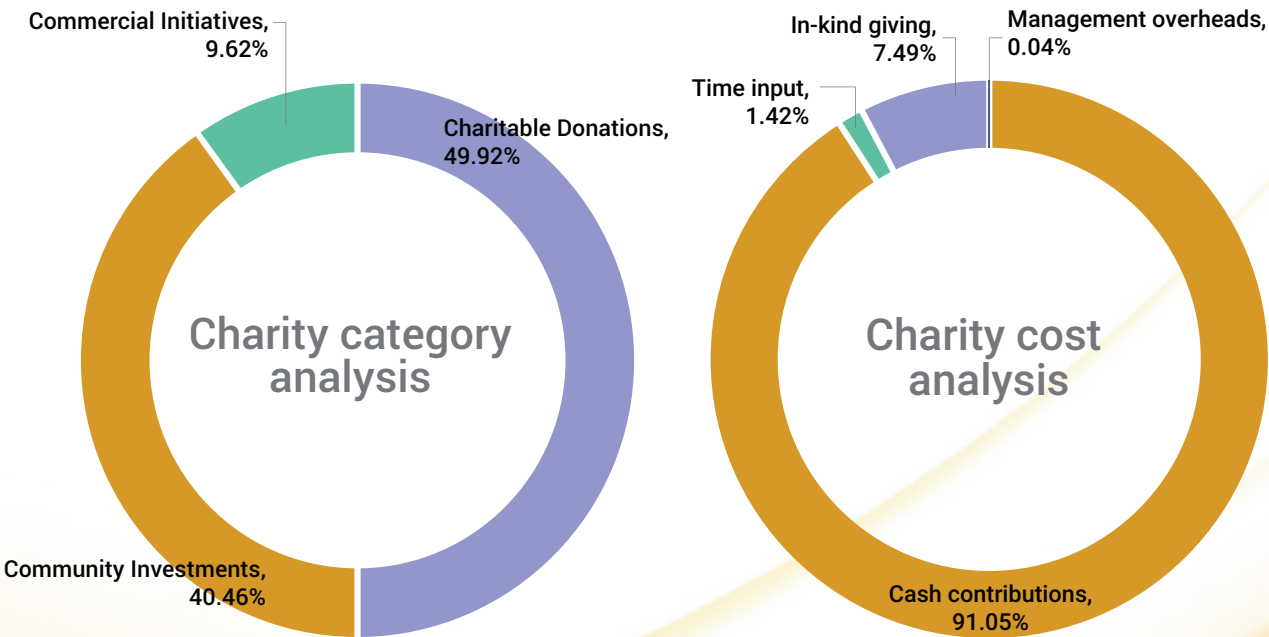 Commercial Initiatives,
9.62%
Charitable Donations,
49.92%
Charity category
analysis
Community Investments,
40.46%
In-kind giving,
7.49%
Management overheads,
0.04%
Time input,
1.42%
Charity cost
analysis
Cash contributions,
91.05%